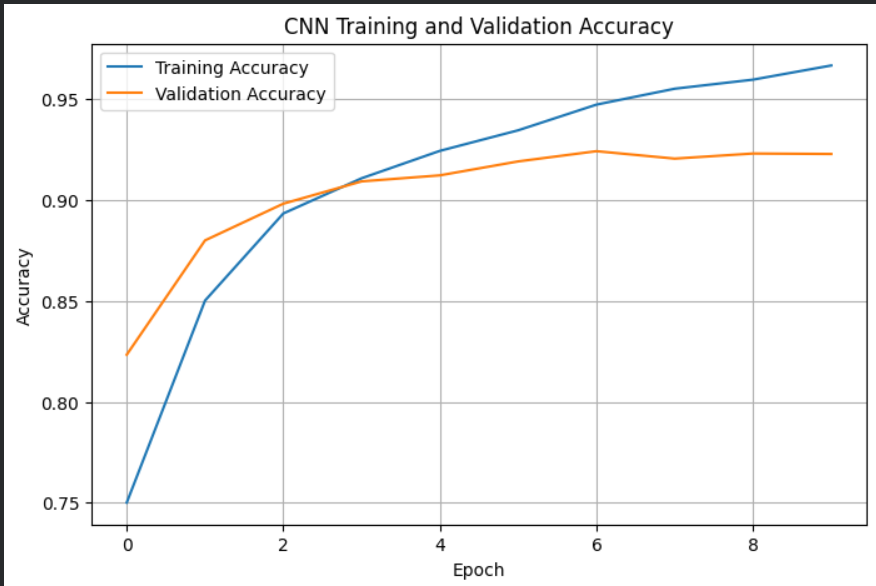 CNN Training and Validation Accuracy
Training Accuracy
Validation Accuracy
0.95
0.90
0.85
0.80
0.75
Accuracy
0 2 4 6 8
Epoch